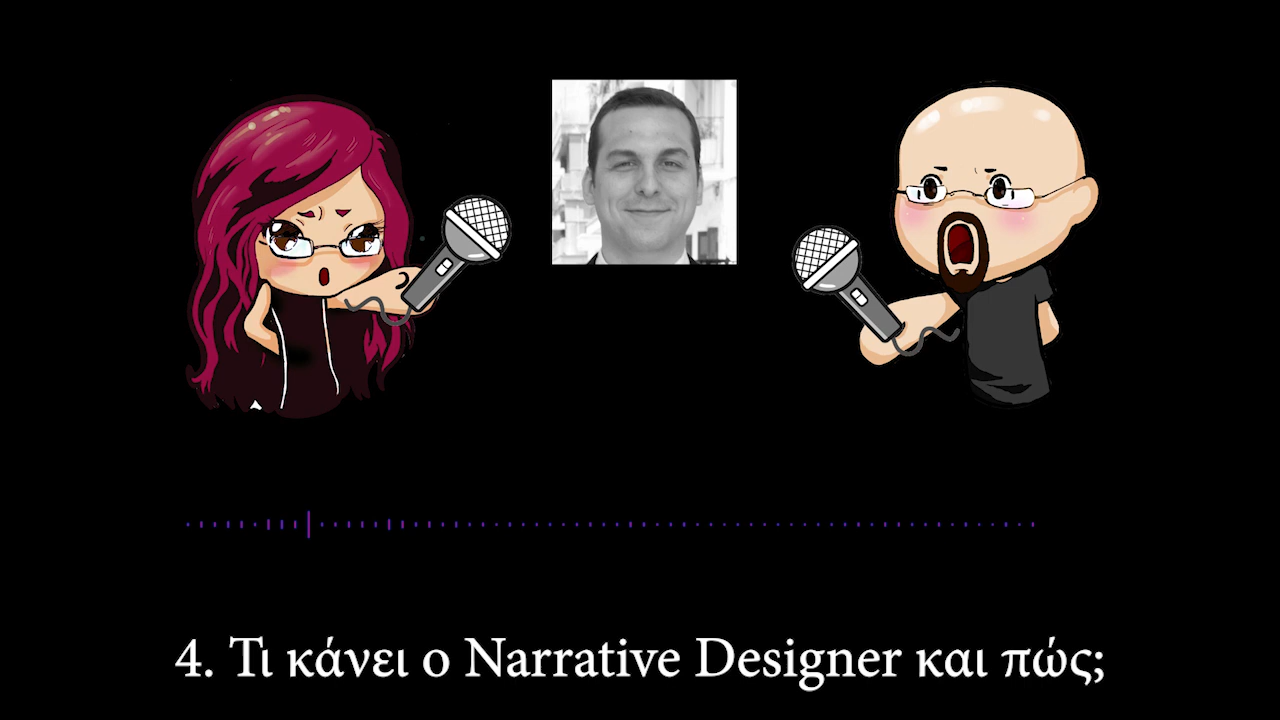 4. Τι κάνει ο Narrative Designer και πώς;